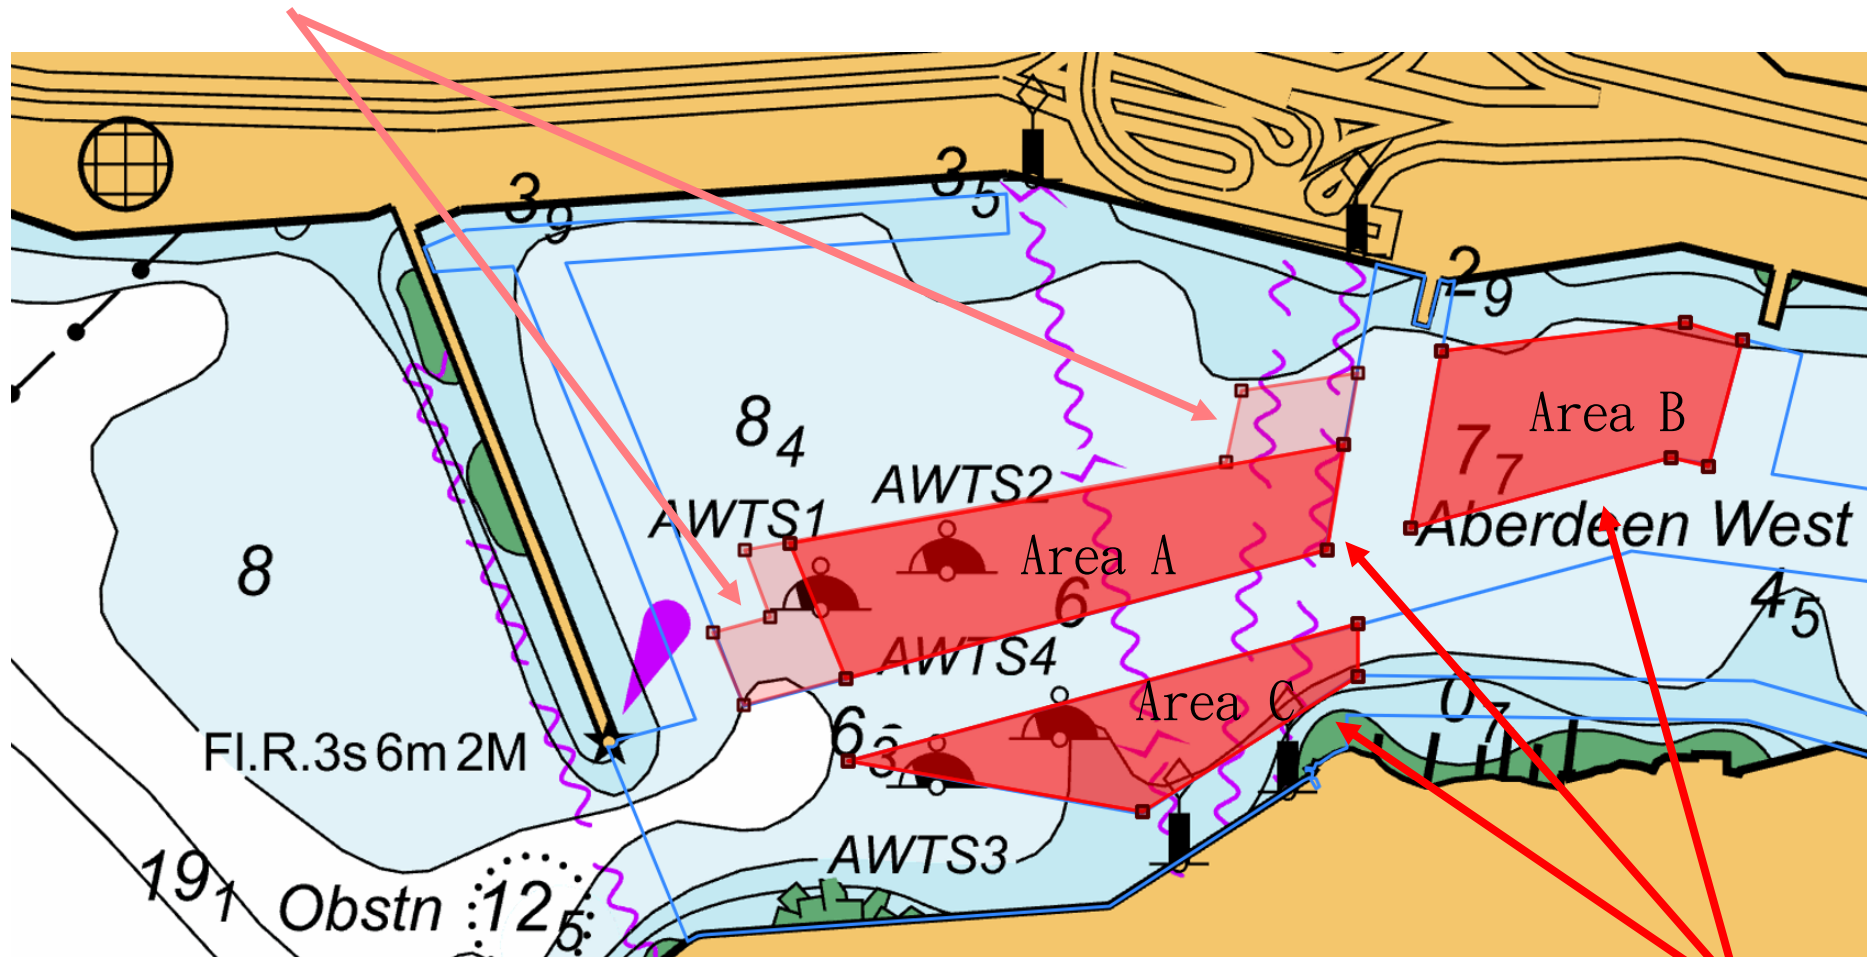 3₉
3₅
2₉
8₄
Area B
7₇
AWTS2
AWTS1
Aberdeen West
Area A
8
6
4₅
AWTS4
Area C
0₇
6₃
Fl.R.3s 6m 2M
AWTS3
19₁
Obstn 12₅